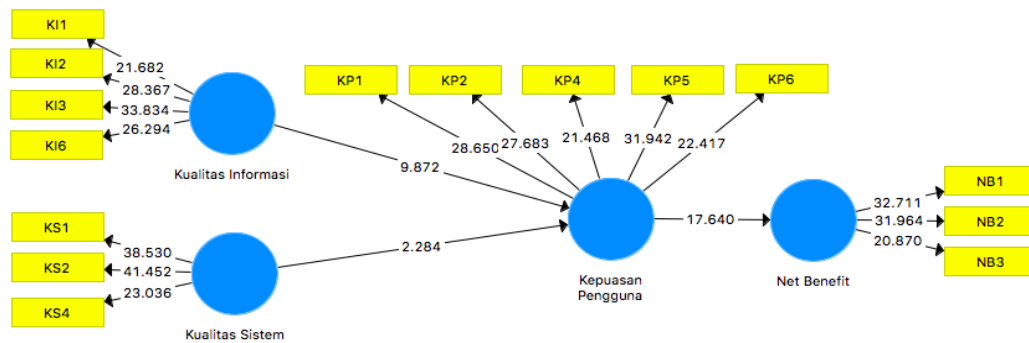 KI1
KI2
KI3
KI6
21.682
28.367
33.834
26.294
Kualitas Informasi
KS1
KS2
KS4
38.530
41.452
23.036
Kualitas Sistem
9.872
2.284
KP1
KP2
KP4
KP5
KP6
28.650
27.683
21.468
31.942
22.417
Kepuasan
Pengguna
17.640
Net Benefit
32.711
31.964
20.870
NB1
NB2
NB3